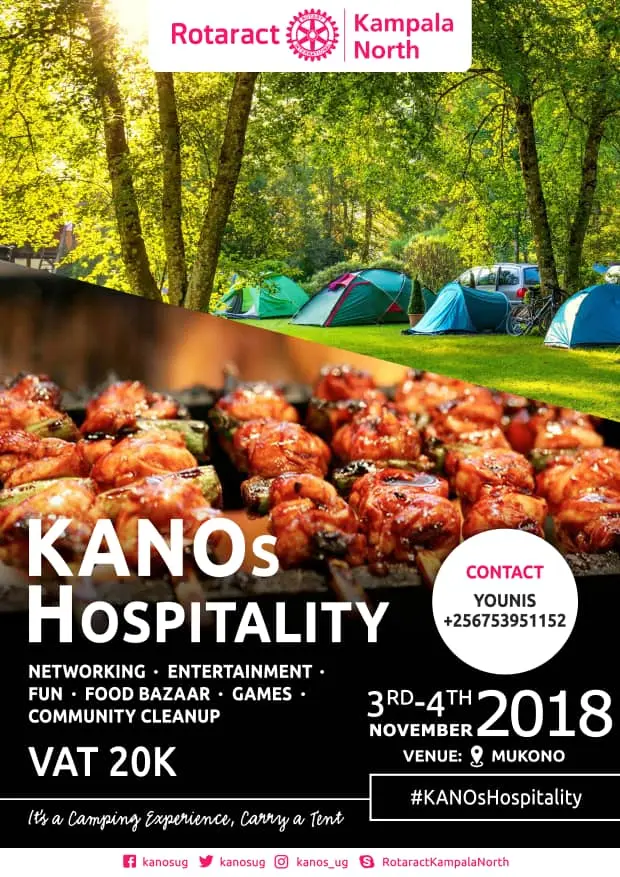 Rotaract
Kampala
North
KANOs
HOSPITALITY
CONTACT
YOUNIS
+256753951152
NETWORKING · ENTERTAINMENT ·
FUN · FOOD BAZAAR · GAMES ·
COMMUNITY CLEANUP
3RD-4TH
NOVEMBER 2018
VENUE: MUKONO
VAT 20K
#KANOsHospitality
It's a Camping Experience, Carry a Tent
kanosug kanosug kanos_ug RotaractKampalaNorth